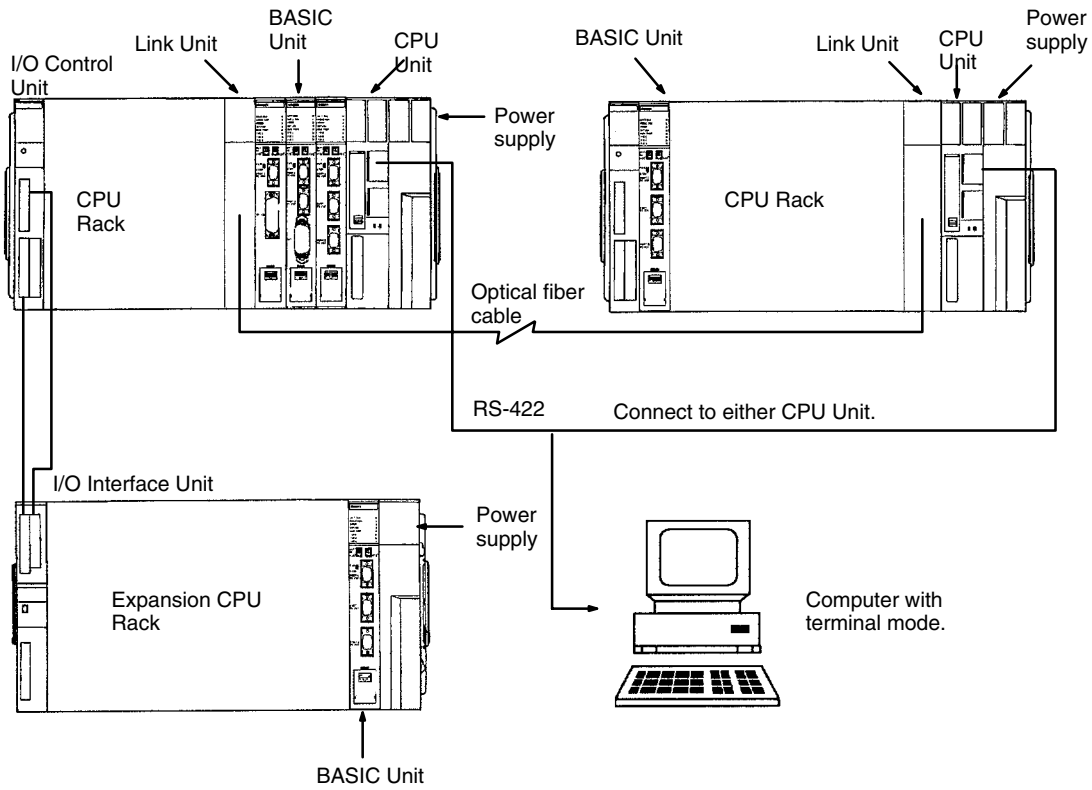 BASIC
Unit
Link Unit
CPU
Unit
I/O Control
Unit
Power
supply
CPU
Rack
BASIC Unit
Link Unit
CPU
Unit
Power
supply
CPU Rack
Optical fiber
cable
RS-422
Connect to either CPU Unit.
I/O Interface Unit
Power
supply
Expansion CPU
Rack
Computer with
terminal mode.
BASIC Unit